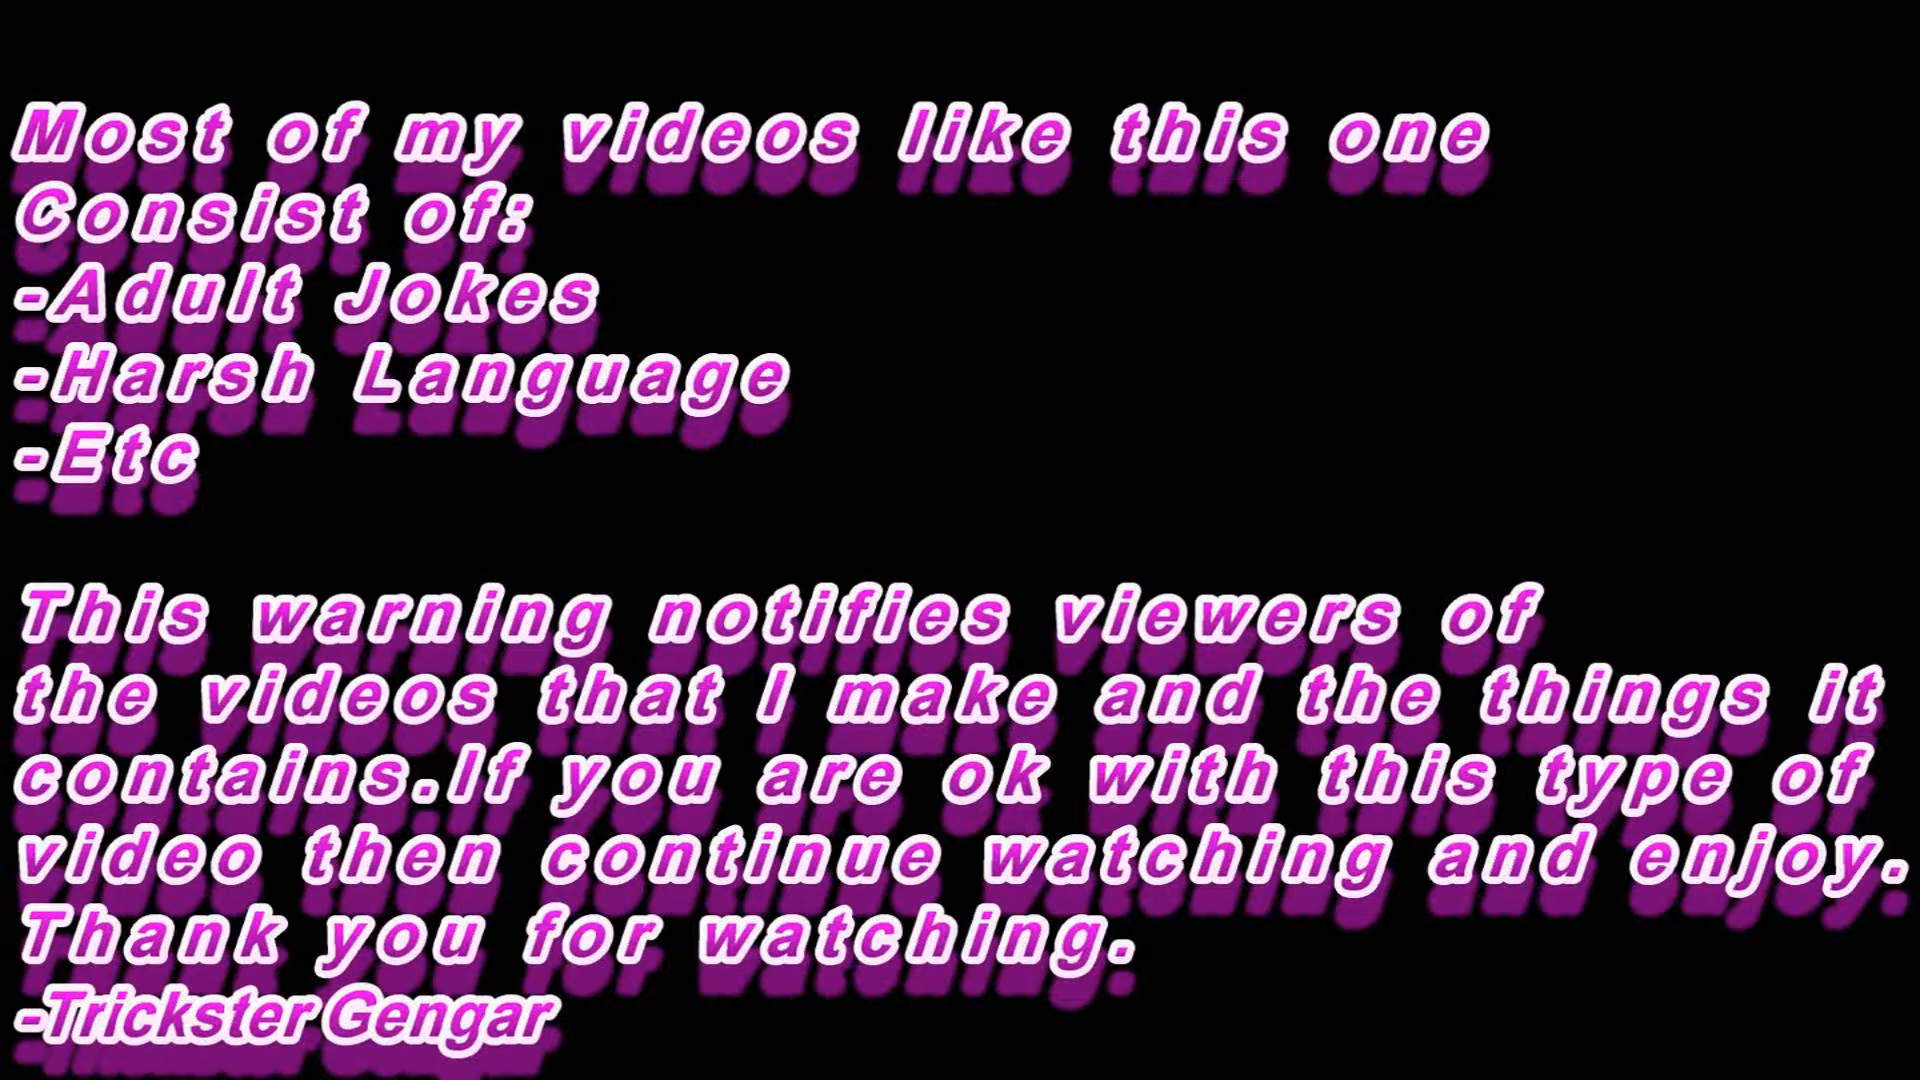 Most of my videos like this one
Consist of:
-Adult Jokes
-Harsh Language
-Etc
This warning notifies viewers of
the videos that I make and the things it
contains.If you are ok with this type of
video then continue watching and enjoy.
Thank you for watching.
-Trickster Gengar